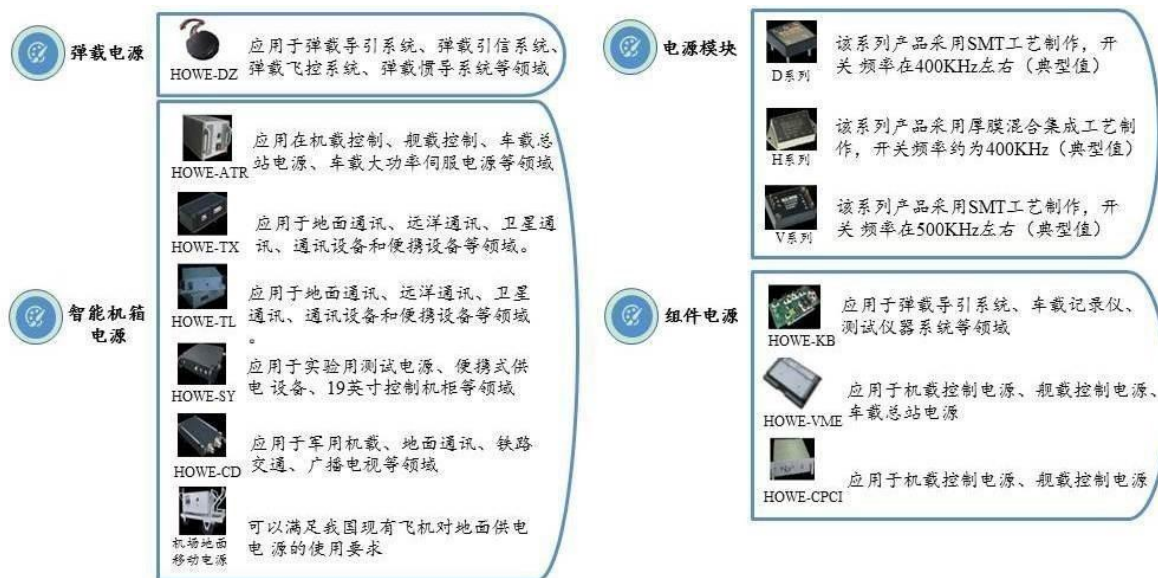 弹载电源
HOWE-DZ
应用于弹载导引系统、弹载引信系统、
弹载飞控系统、弹载惯导系统等领域
智能机箱
电源
HOWE-ATR
应用在机载控制、舰载控制、车载总
站电源、车载大功率伺服电源等领域
HOWE-TX
应用于地面通讯、远洋通讯、卫星通
讯、通讯设备和便携设备等领域。
HOWE-TL
应用于地面通讯、远洋通讯、卫星
通讯、通讯设备和便携设备等领域
。
HOWE-SY
应用于实验用测试电源、便携式供
电 设备、19英寸控制机柜等领域
HOWE-CD
应用于军用机载、地面通讯、铁路
交通、广播电视等领域
机场地面
移动电源
可以满足我国现有飞机对地面供电
电 源的使用要求
电源模块
D系列
该系列产品采用SMT工艺制作，开
关 频率在400KHz左右（典型值）
H系列
该系列产品采用厚膜混合集成工艺制
作，开关频率约为400KHz（典型值）
V系列
该系列产品采用SMT工艺制作，开
关 频率在500KHz左右（典型值）
组件电源
HOWE-KB
应用于弹载导引系统、车载记录仪、
测试仪器系统等领域
HOWE-VME
应用于机载控制电源、舰载控制电源、
车载总站电源
HOWE-CPCI
应用于机载控制电源、舰载控制电源